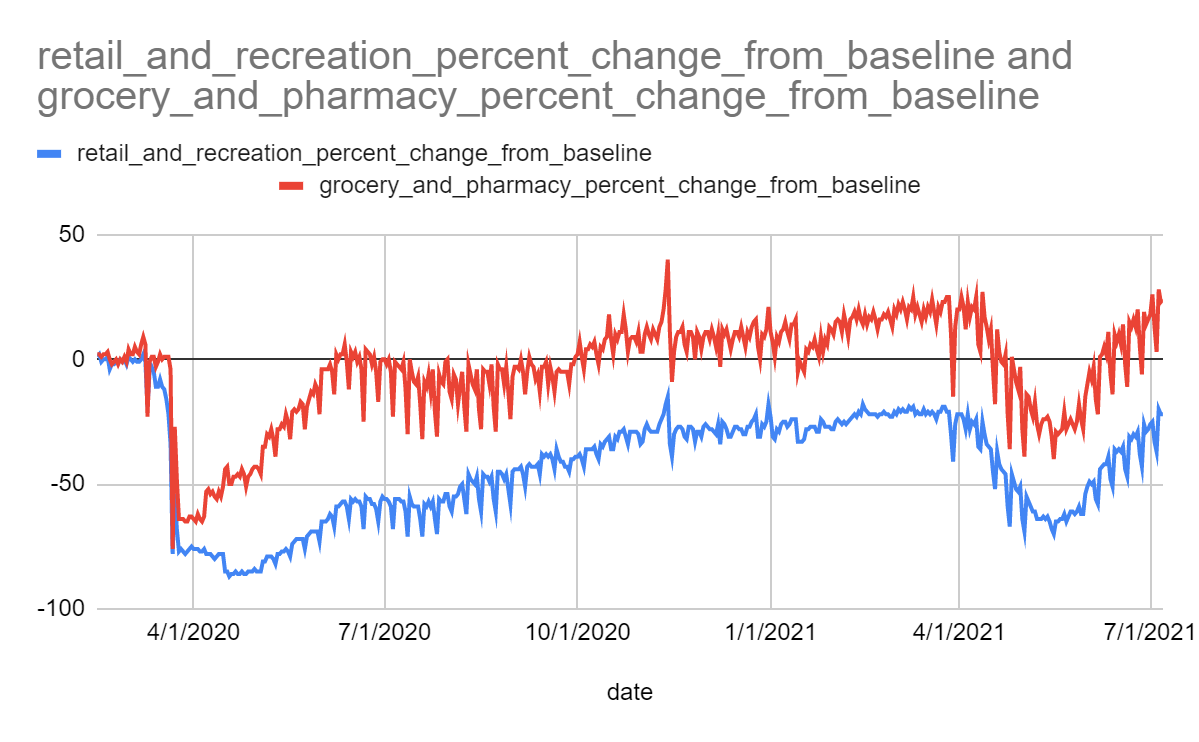 retail_and_recreation_percent_change_from_baseline and
grocery_and_pharmacy_percent_change_from_baseline
retail_and_recreation_percent_change_from_baseline
grocery_and_pharmacy_percent_change_from_baseline
50
0
-50
-100
4/1/2020 7/1/2020 10/1/2020 1/1/2021 4/1/2021 7/1/2021
date